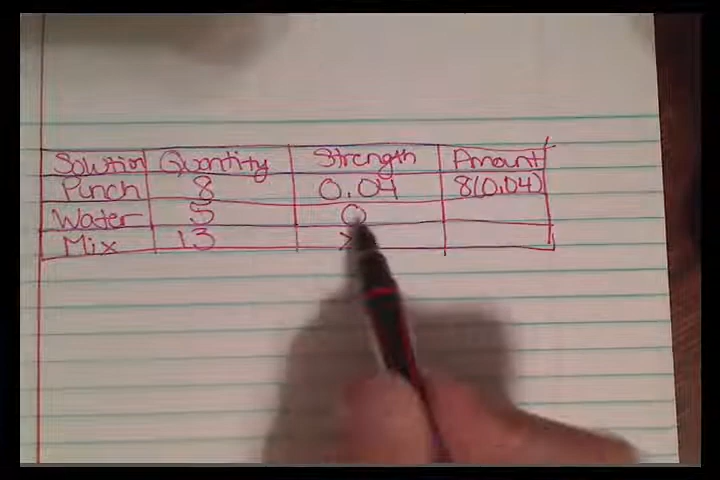 Solution Quantity Strength Amount
Punch 8 0.04 8(0.04)
Water 5 0
Mix 13